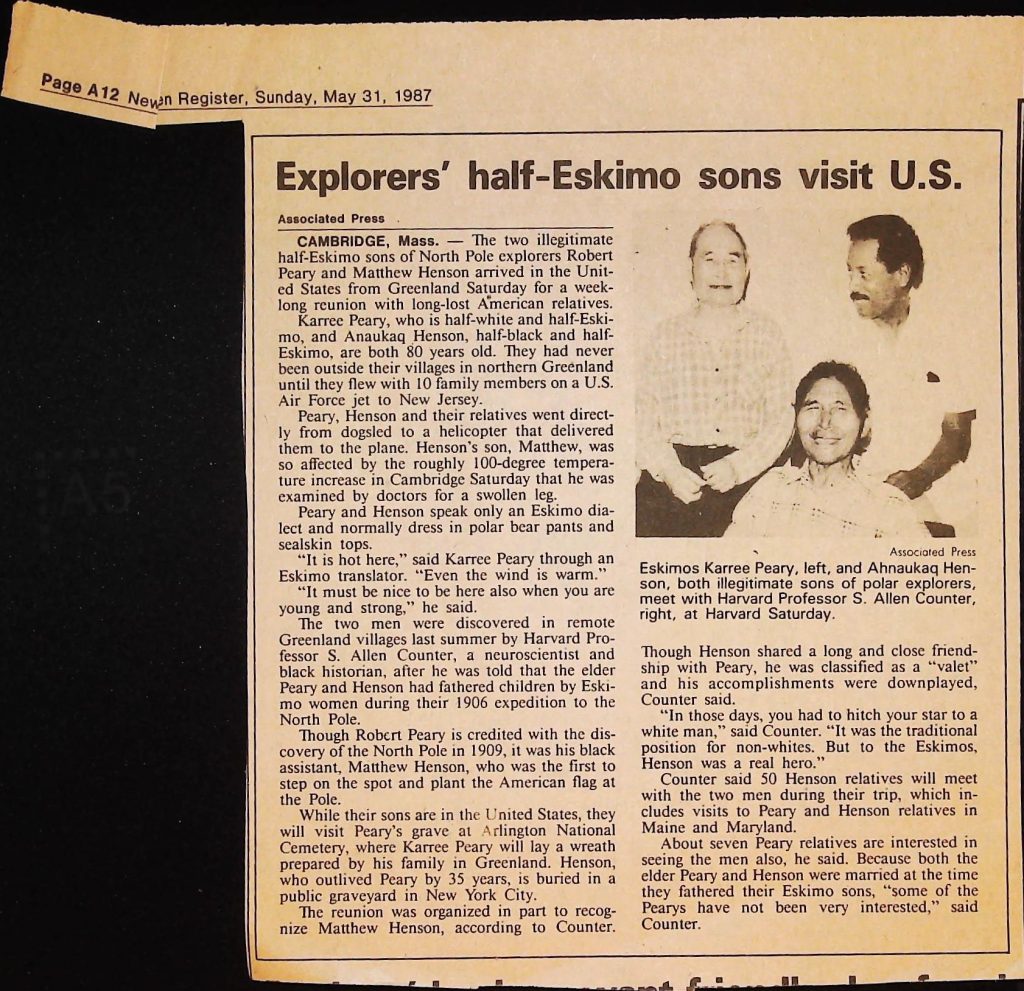 Page A12 New
en Register, Sunday, May 31, 1987
Explorers' half-Eskimo sons visit U.S.
Associated Press
CAMBRIDGE, Mass. — The two illegitimate
half-Eskimo sons of North Pole explorers Robert
Peary and Matthew Henson arrived in the Unit-
ed States from Greenland Saturday for a week-
long reunion with long-lost American relatives.
Karree Peary, who is half-white and half-Eski-
mo, and Anaukaq Henson, half-black and half-
Eskimo, are both 80 years old. They had never
been outside their villages in northern Greenland
until they flew with 10 family members on a U.S.
Air Force jet to New Jersey.
Peary, Henson and their relatives went direct-
ly from dogsled to a helicopter that delivered
them to the plane. Henson's son, Matthew, was
so affected by the roughly 100-degree tempera-
ture increase in Cambridge Saturday that he was
examined by doctors for a swollen leg.
Peary and Henson speak only an Eskimo dia-
lect and normally dress in polar bear pants and
sealskin tops.
"It is hot here," said Karree Peary through an
Eskimo translator. "Even the wind is warm."
"It must be nice to be here also when you are
young and strong," he said.
The two men were discovered in remote
Greenland villages last summer by Harvard Pro-
fessor S. Allen Counter, a neuroscientist and
black historian, after he was told that the elder
Peary and Henson had fathered children by Eski-
mo women during their 1906 expedition to the
North Pole.
Though Robert Peary is credited with the dis-
covery of the North Pole in 1909, it was his black
assistant, Matthew Henson, who was the first to
step on the spot and plant the American flag at
the Pole.
While their sons are in the United States, they
will visit Peary's grave at Arlington National
Cemetery, where Karree Peary will lay a wreath
prepared by his family in Greenland. Henson,
who outlived Peary by 35 years, is buried in a
public graveyard in New York City.
The reunion was organized in part to recog-
nize Matthew Henson, according to Counter.
Associated Press
Eskimos Karree Peary, left, and Ahnaukaq Hen-
son, both illegitimate sons of polar explorers,
meet with Harvard Professor S. Allen Counter,
right, at Harvard Saturday.
Though Henson shared a long and close friend-
ship with Peary, he was classified as a "valet"
and his accomplishments were downplayed,
Counter said.
"In those days, you had to hitch your star to a
white man," said Counter. "It was the traditional
position for non-whites. But to the Eskimos,
Henson was a real hero."
Counter said 50 Henson relatives will meet
with the two men during their trip, which in-
cludes visits to Peary and Henson relatives in
Maine and Maryland.
About seven Peary relatives are interested in
seeing the men also, he said. Because both the
elder Peary and Henson were married at the time
they fathered their Eskimo sons, "some of the
Pearys have not been very interested," said
Counter.